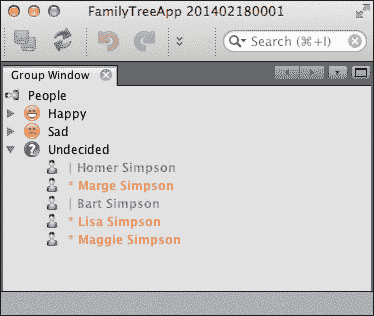 FamilyTreeApp 201402180001
Search (⌘+I)
Group Window
People
Happy
Sad
Undecided
| Homer Simpson
* Marge Simpson
| Bart Simpson
* Lisa Simpson
* Maggie Simpson